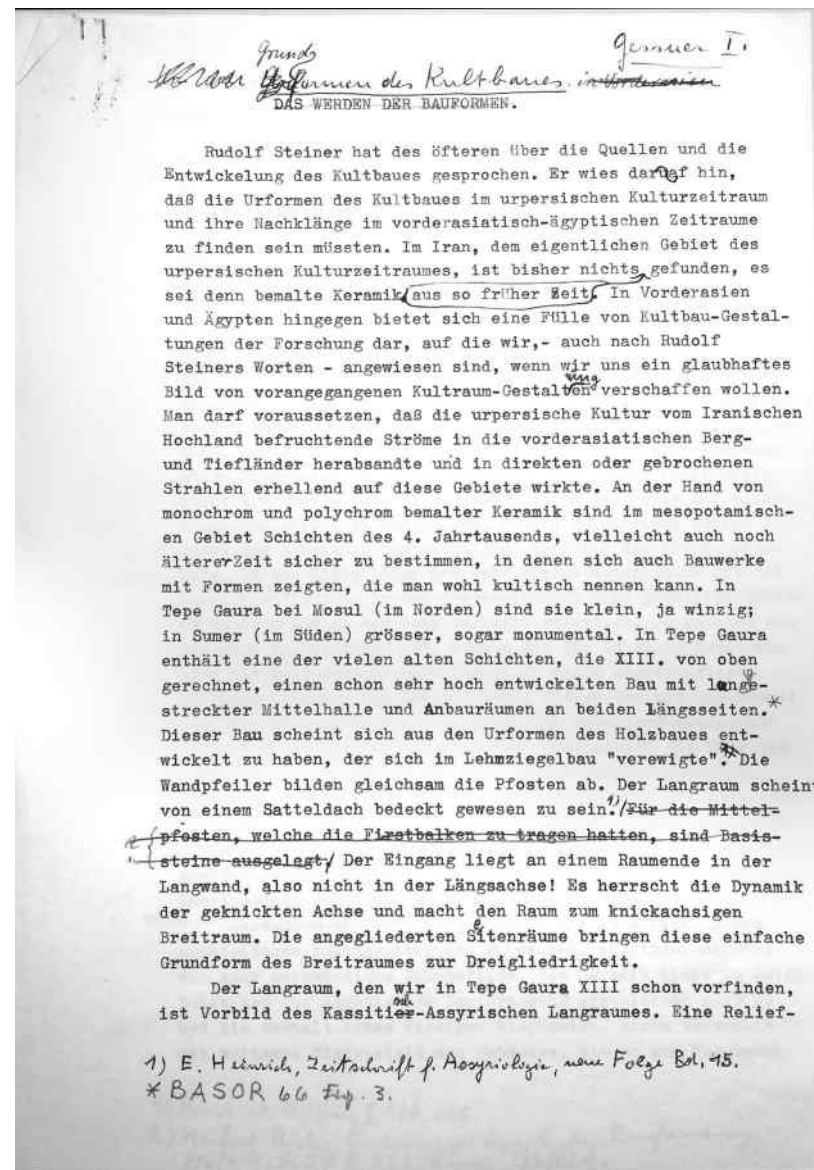 Gessner I.
Grund
formen des Kultbaues. in Vorderasien
DAS WERDEN DER BAUFORMEN.
Rudolf Steiner hat des öfteren über die Quellen und die
Entwickelung des Kultbaues gesprochen. Er wies darauf hin,
daß die Urformen des Kultbaues im urpersischen Kulturzeitraum
und ihre Nachklänge im vorderasiatisch-ägyptischen Zeitraume
zu finden sein müssten. Im Iran, dem eigentlichen Gebiet des
urpersischen Kulturzeitraumes, ist bisher nichts gefunden, es
sei denn bemalte Keramik aus so früher Zeit. In Vorderasien
und Ägypten hingegen bietet sich eine Fülle von Kultbau-Gestal-
tungen der Forschung dar, auf die wir,- auch nach Rudolf
Steiners Worten - angewiesen sind, wenn wir uns ein glaubhaftes
ung
Bild von vorangegangenen Kultraum-Gestalten verschaffen wollen.
Man darf voraussetzen, daß die urpersische Kultur vom Iranischen
Hochland befruchtende Ströme in die vorderasiatischen Berg-
und Tiefländer herabsandte und in direkten oder gebrochenen
Strahlen erhellend auf diese Gebiete wirkte. An der Hand von
monochrom und polychrom bemalter Keramik sind im mesopotamisch-
en Gebiet Schichten des 4. Jahrtausends, vielleicht auch noch
älterer Zeit sicher zu bestimmen, in denen sich auch Bauwerke
mit Formen zeigten, die man wohl kultisch nennen kann. In
Tepe Gaura bei Mosul (im Norden) sind sie klein, ja winzig;
in Sumer (im Süden) grösser, sogar monumental. In Tepe Gaura
enthält eine der vielen alten Schichten, die XIII. von oben
gerechnet, einen schon sehr hoch entwickelten Bau mit lange-
streckter Mittelhalle und Anbauräumen an beiden Längsseiten.*
Dieser Bau scheint sich aus den Urformen des Holzbaues ent-
wickelt zu haben, der sich im Lehmziegelbau "verewigte". Die
Wandpfeiler bilden gleichsam die Pfosten ab. Der Langraum schein
von einem Satteldach bedeckt gewesen zu sein.1) Für die Mittel-
pfosten, welche die Firstbalken zu tragen hatten, sind Basis-
steine ausgelagt. Der Eingang liegt an einem Raumende in der
Langwand, also nicht in der Längsachse! Es herrscht die Dynamik
der geknickten Achse und macht den Raum zum knickachsigen
Breitraum. Die angegliederten Seitenräume bringen diese einfache
Grundform des Breitraumes zur Dreigliedrigkeit.
Der Langraum, den wir in Tepe Gaura XIII schon vorfinden,
ist Vorbild des Kassitier-Assyrischen Langraumes. Eine Relief-
1) E. Heinrich, Zeitschrift f. Assyriologie, neue Folge Bd. 15.
* BASOR 66 Fig. 3.